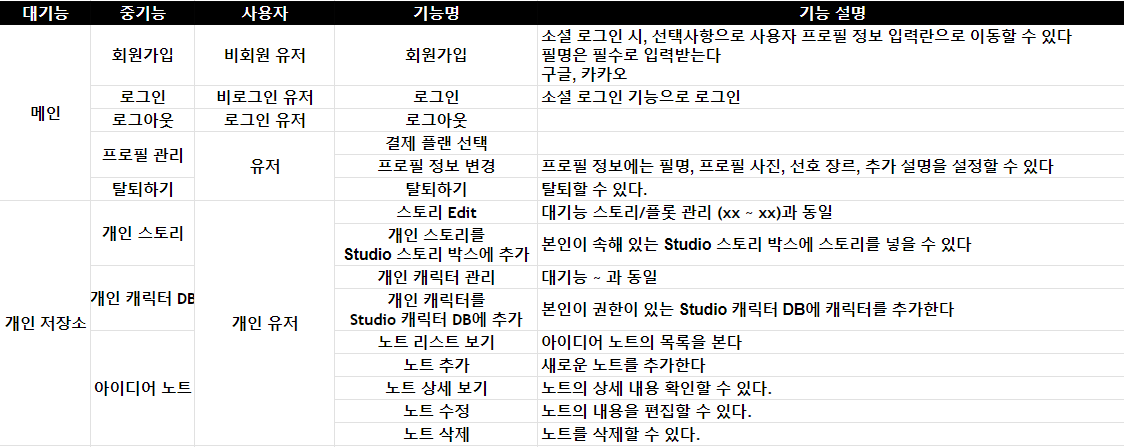 대기능 중기능 사용자 기능명 기능 설명
메인
회원가입 비회원 유저 회원가입
소셜 로그인 시, 선택사항으로 사용자 프로필 정보 입력란으로 이동할 수 있다
필명은 필수로 입력받는다
구글, 카카오
로그인 비로그인 유저 로그인 소셜 로그인 기능으로 로그인
로그아웃 로그인 유저 로그아웃
프로필 관리 유저
결제 플랜 선택
프로필 정보 변경 프로필 정보에는 필명, 프로필 사진, 선호 장르, 추가 설명을 설정할 수 있다
탈퇴하기 탈퇴하기 탈퇴할 수 있다.
개인 저장소 개인 유저
개인 스토리
스토리 Edit 대기능 스토리/플롯 관리 (xx ~ xx)과 동일
개인 스토리를
Studio 스토리 박스에 추가
본인이 속해 있는 Studio 스토리 박스에 스토리를 넣을 수 있다
개인 캐릭터 DB
개인 캐릭터 관리 대기능 ~ 과 동일
개인 캐릭터를
Studio 캐릭터 DB에 추가
본인이 권한이 있는 Studio 캐릭터 DB에 캐릭터를 추가한다
아이디어 노트
노트 리스트 보기 아이디어 노트의 목록을 본다
노트 추가 새로운 노트를 추가한다
노트 상세 보기 노트의 상세 내용 확인할 수 있다.
노트 수정 노트의 내용을 편집할 수 있다.
노트 삭제 노트를 삭제할 수 있다.